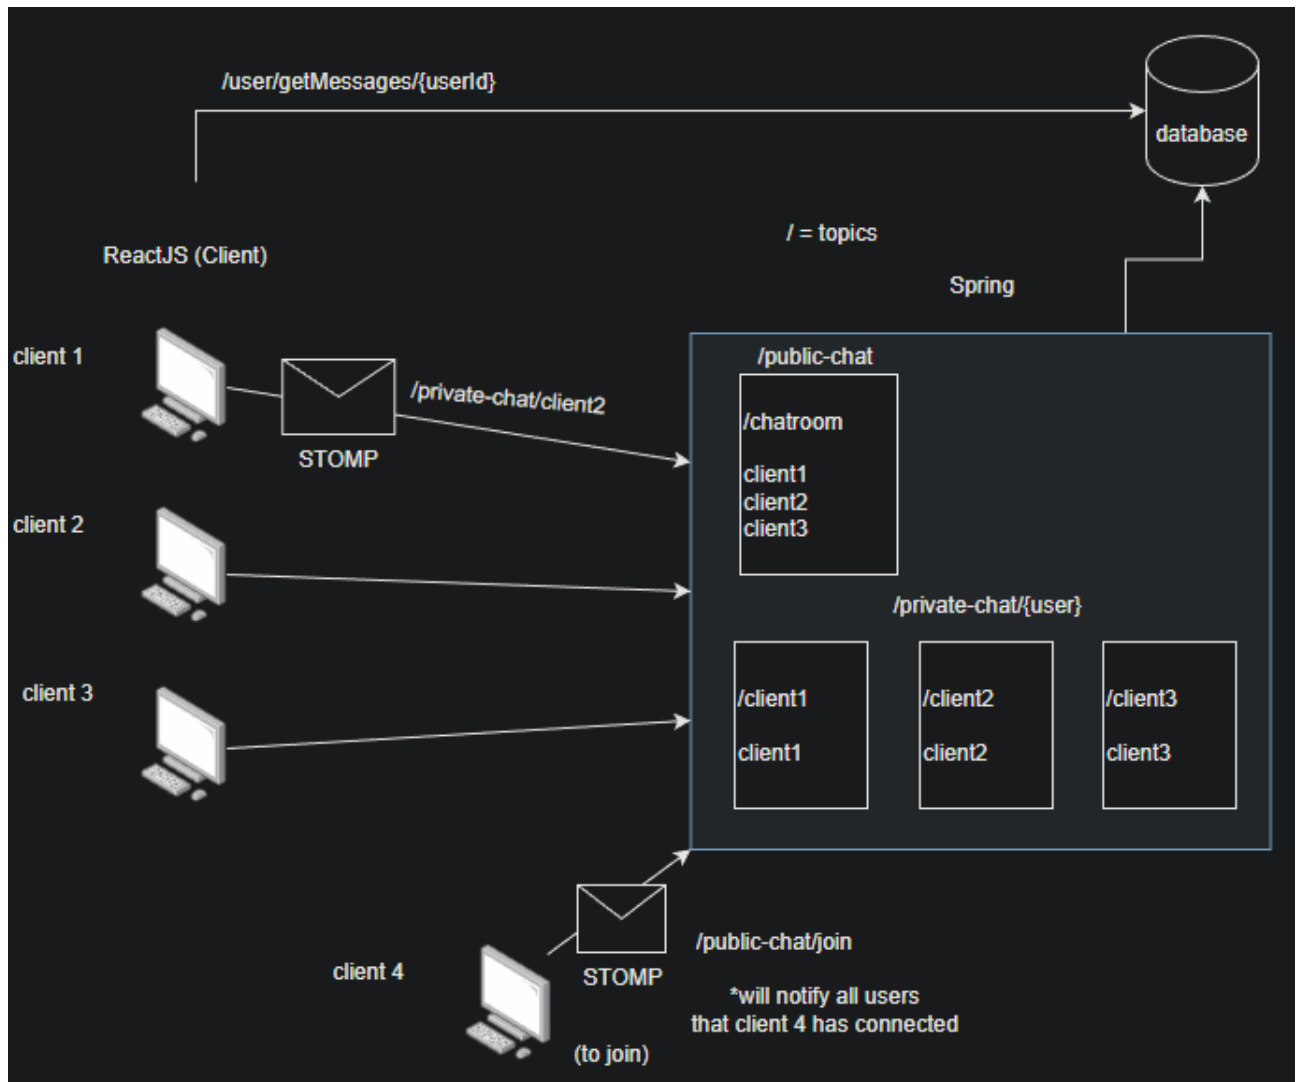 /user/getMessages/{userId}
database
/ = topics
ReactJS (Client)
Spring
client 1
/private-chat/client2
STOMP
/public-chat
/chatroom
client1
client2
client3
client 2
/private-chat/{user}
client 3
/client1
client1
/client2
client2
/client3
client3
client 4
STOMP
/public-chat/join
*will notify all users
that client 4 has connected
(to join)